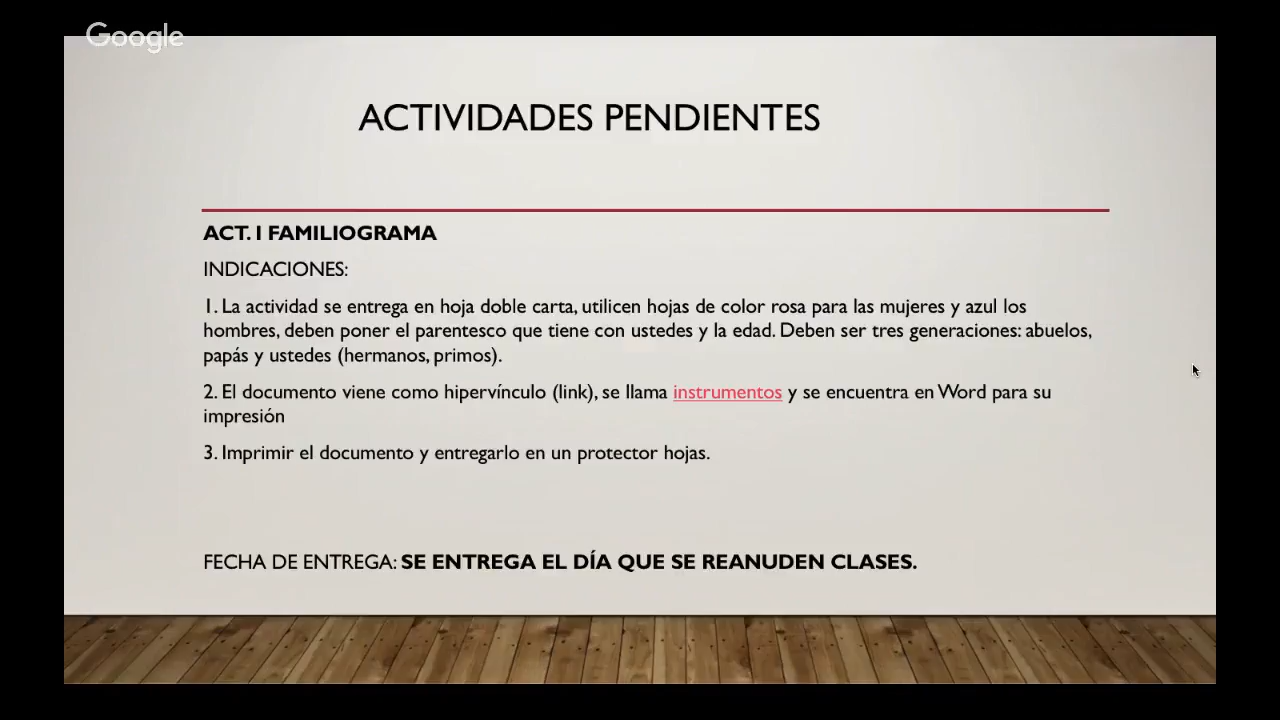 Google
ACTIVIDADES PENDIENTES
ACT. 1 FAMILIOGRAMA
INDICACIONES:
1. La actividad se entrega en hoja doble carta, utilicen hojas de color rosa para las mujeres y azul los
hombres, deben poner el parentesco que tiene con ustedes y la edad. Deben ser tres generaciones: abuelos,
papás y ustedes (hermanos, primos).
2. El documento viene como hipervínculo (link), se llama instrumentos y se encuentra en Word para su
impresión
3. Imprimir el documento y entregarlo en un protector hojas.
FECHA DE ENTREGA: SE ENTREGA EL DÍA QUE SE REANUDEN CLASES.